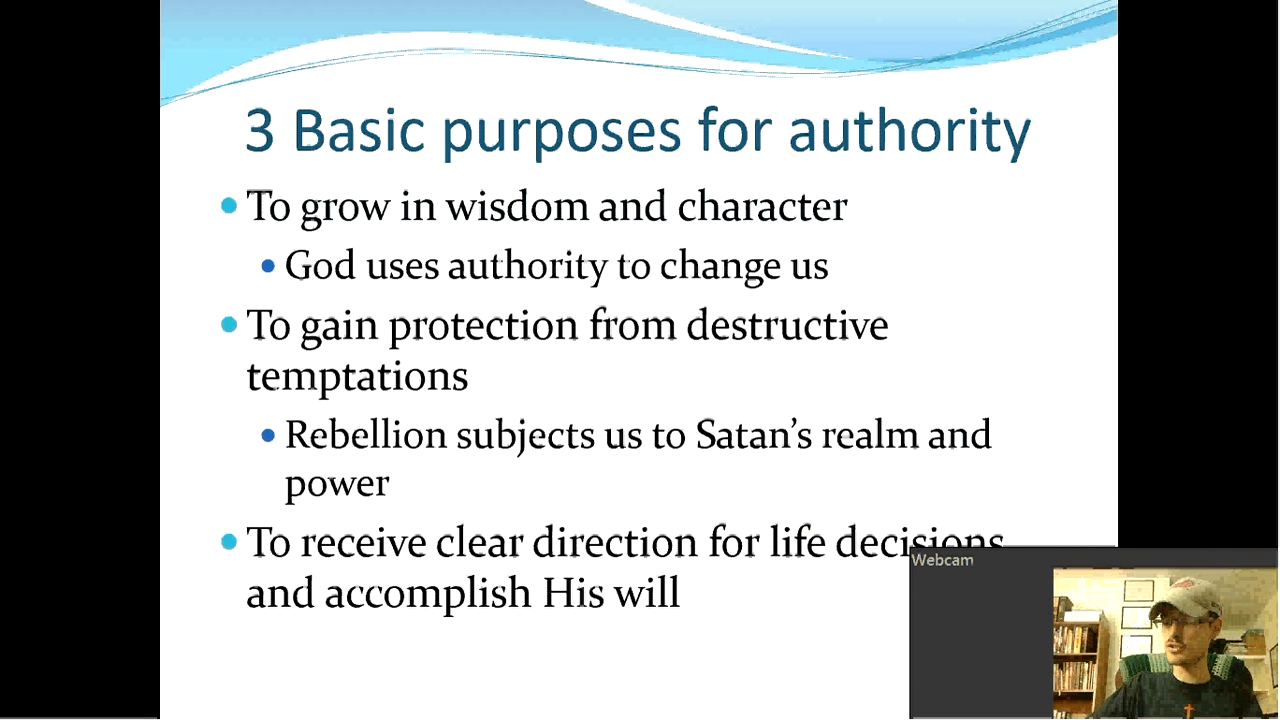 3 Basic purposes for authority
To grow in wisdom and character
God uses authority to change us
To gain protection from destructive
temptations
Rebellion subjects us to Satan's realm and
power
To receive clear direction for life decisions
and accomplish His will
Webcam